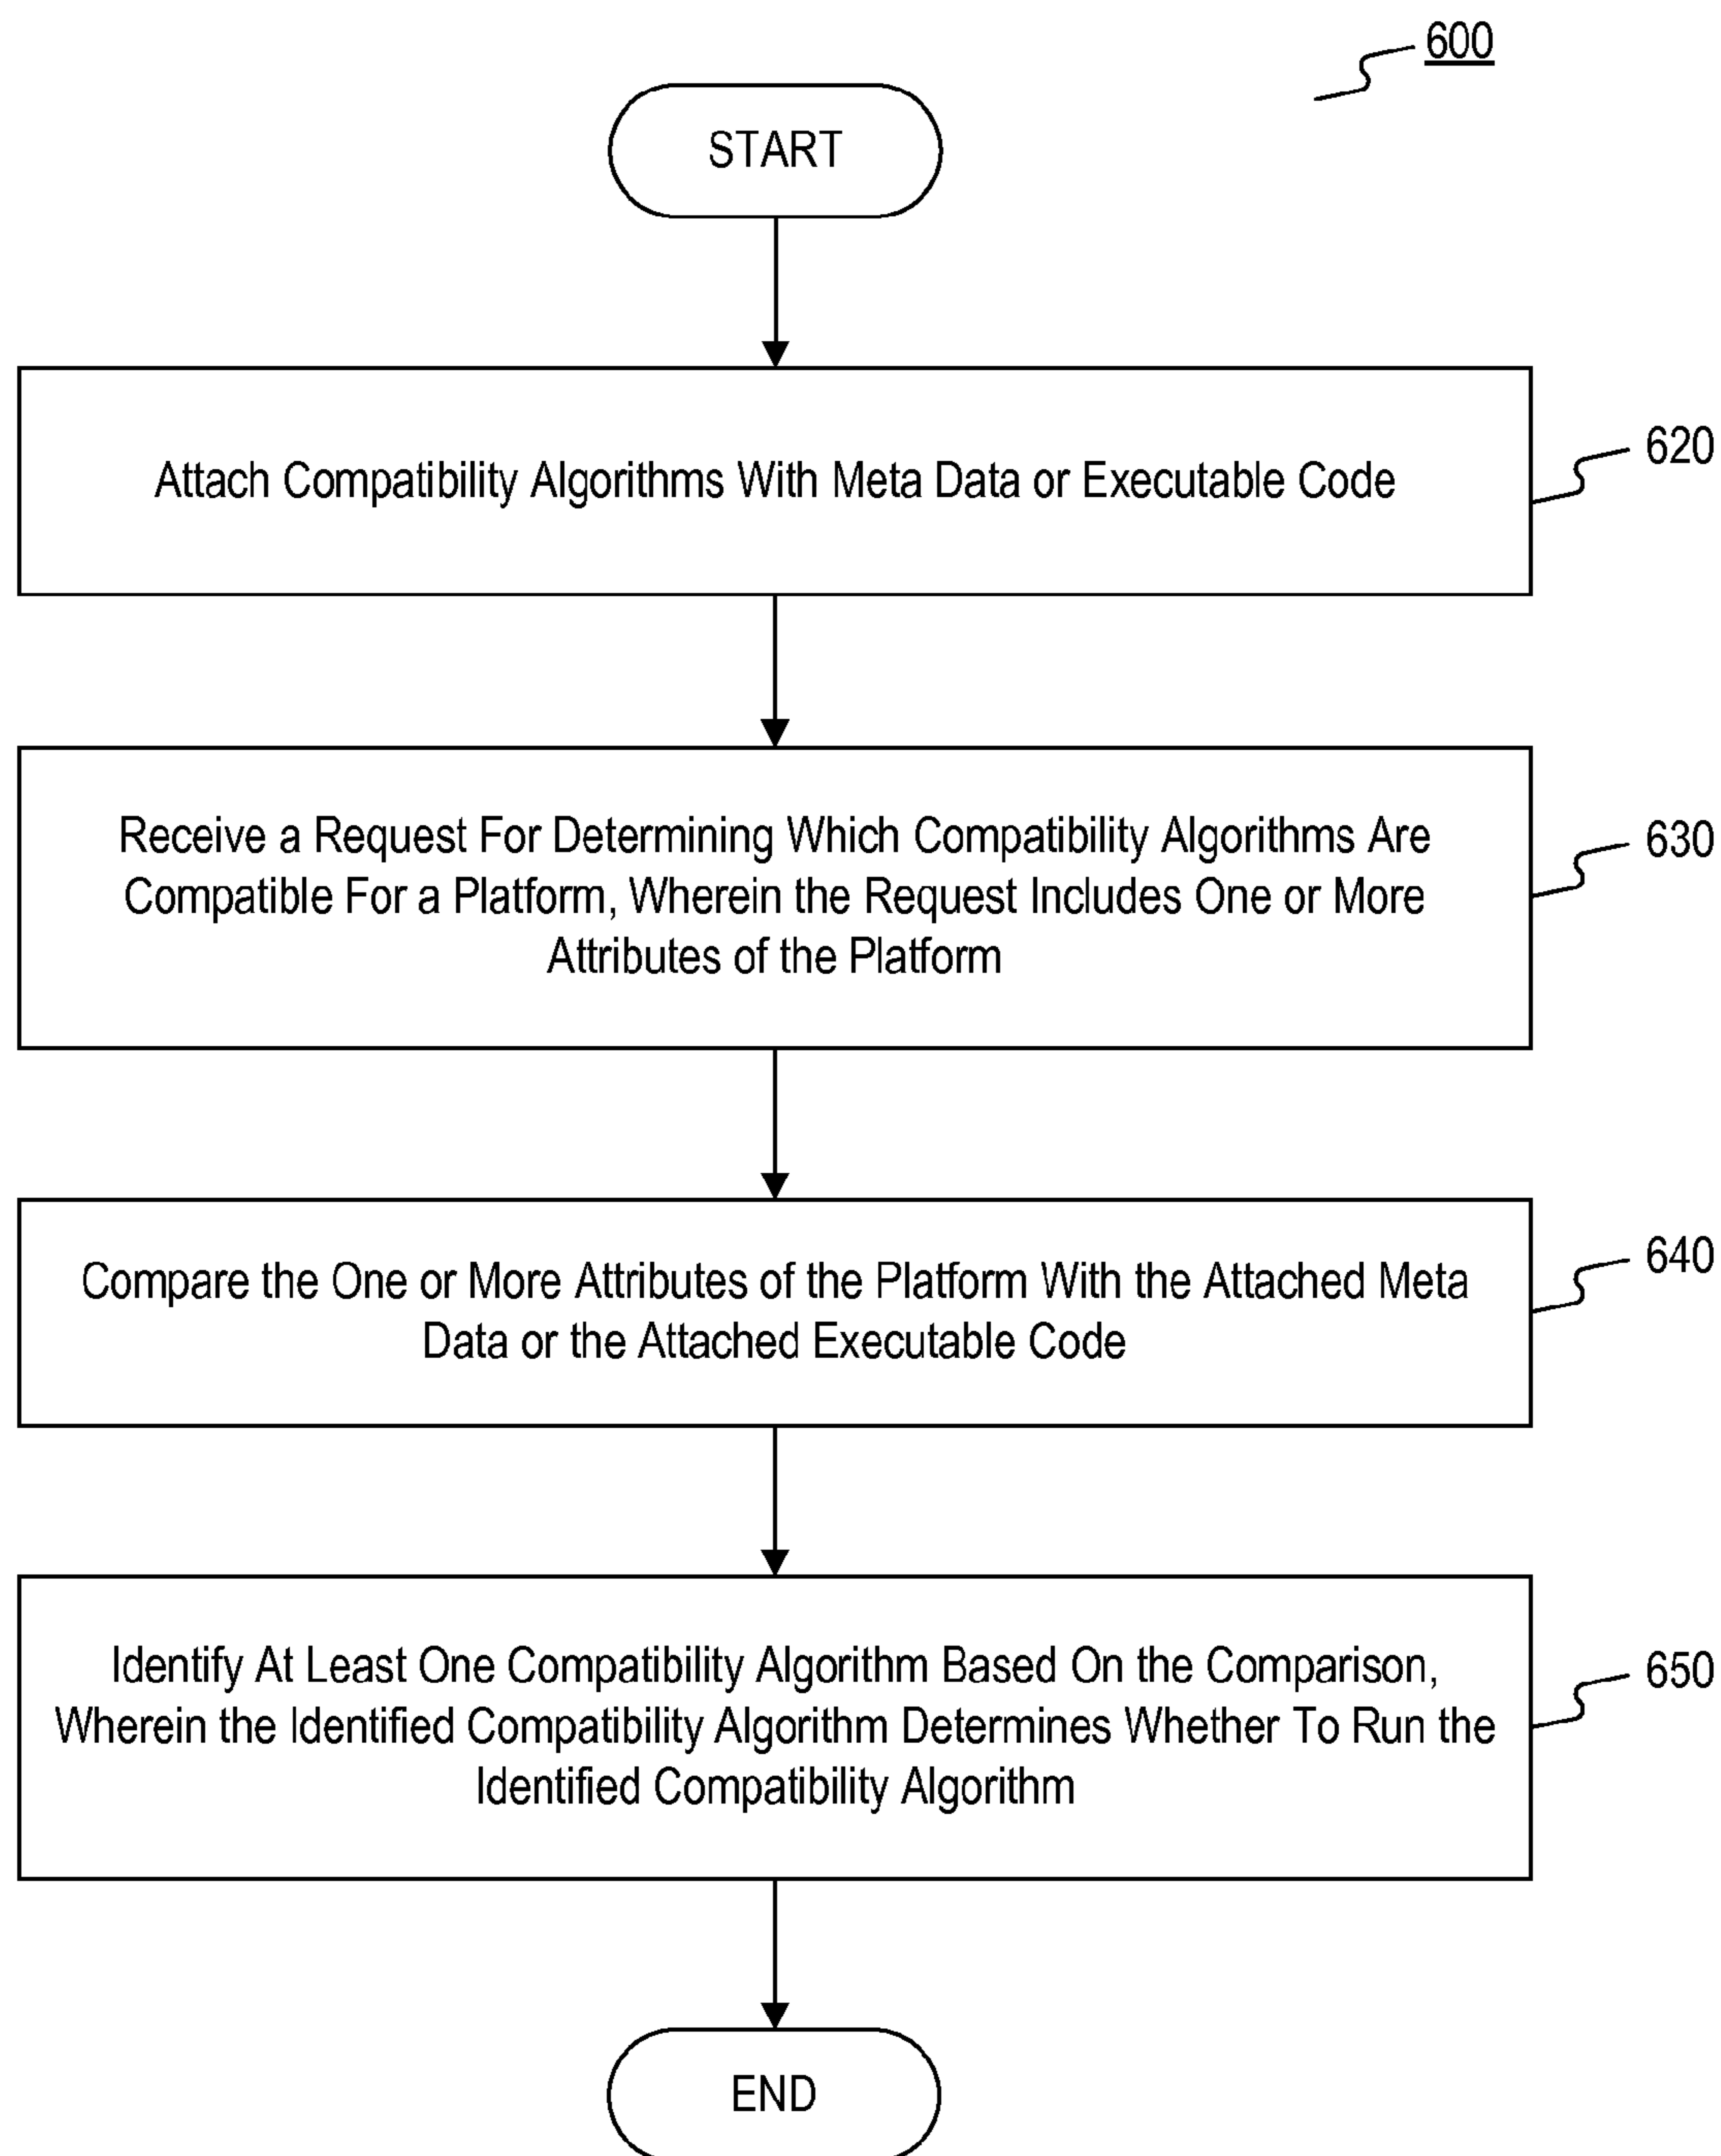 600
START
Attach Compatibility Algorithms With Meta Data or Executable Code
620
Receive a Request For Determining Which Compatibility Algorithms Are
Compatible For a Platform, Wherein the Request Includes One or More
Attributes of the Platform
630
Compare the One or More Attributes of the Platform With the Attached Meta
Data or the Attached Executable Code
640
Identify At Least One Compatibility Algorithm Based On the Comparison,
Wherein the Identified Compatibility Algorithm Determines Whether To Run the
Identified Compatibility Algorithm
650
END